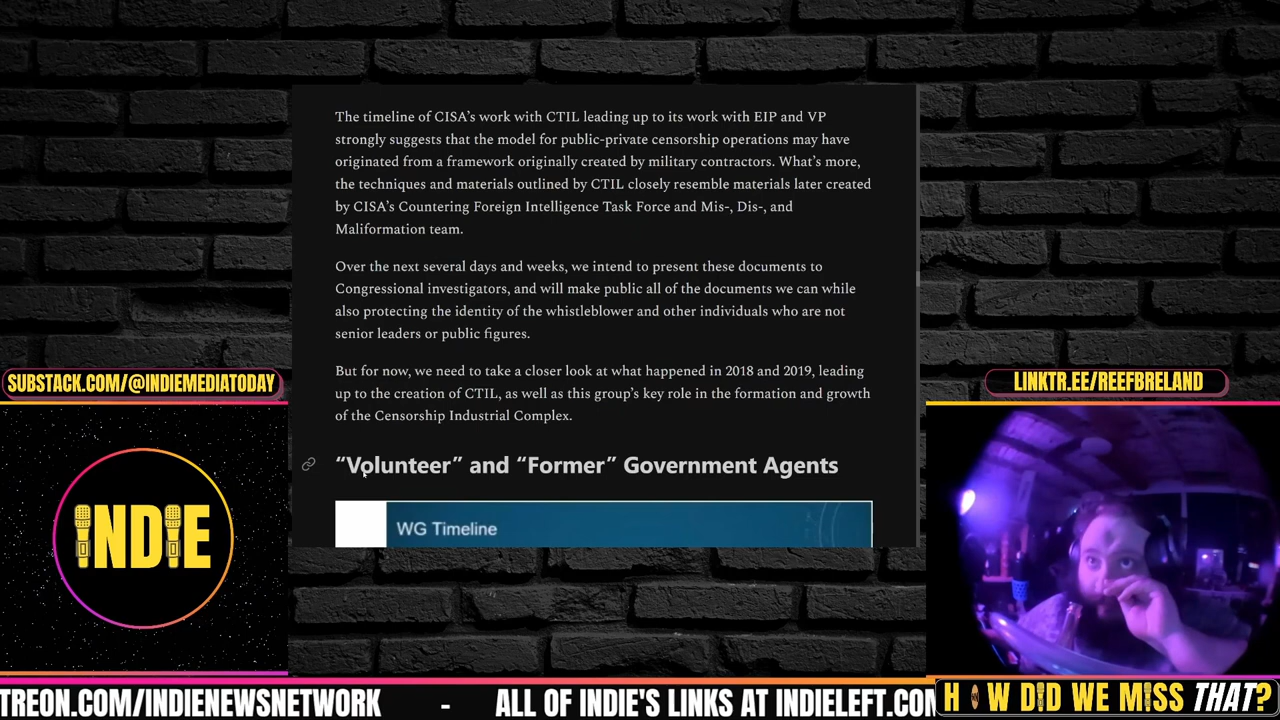 The timeline of CISA’s work with CTIL leading up to its work with EIP and VP
strongly suggests that the model for public-private censorship operations may have
originated from a framework originally created by military contractors. What’s more,
the techniques and materials outlined by CTIL closely resemble materials later created
by CISA’s Countering Foreign Intelligence Task Force and Mis-, Dis-, and
Maliformation team.
Over the next several days and weeks, we intend to present these documents to
Congressional investigators, and will make public all of the documents we can while
also protecting the identity of the whistleblower and other individuals who are not
senior leaders or public figures.
But for now, we need to take a closer look at what happened in 2018 and 2019, leading
up to the creation of CTIL, as well as this group’s key role in the formation and growth
of the Censorship Industrial Complex.
“Volunteer” and “Former” Government Agents
WG Timeline
SUBSTACK.COM/@INDIEMEDIATODAY
INDIE
LINKTR.EE/REEFBRELAND
TREON.COM/INDIENEWSNETWORK - ALL OF INDIE'S LINKS AT INDIELEFT.COM
HOW DID WE MISS THAT?